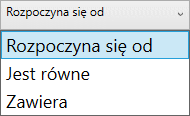 Rozpoczyna się od
Rozpoczyna się od
Jest równe
Zawiera